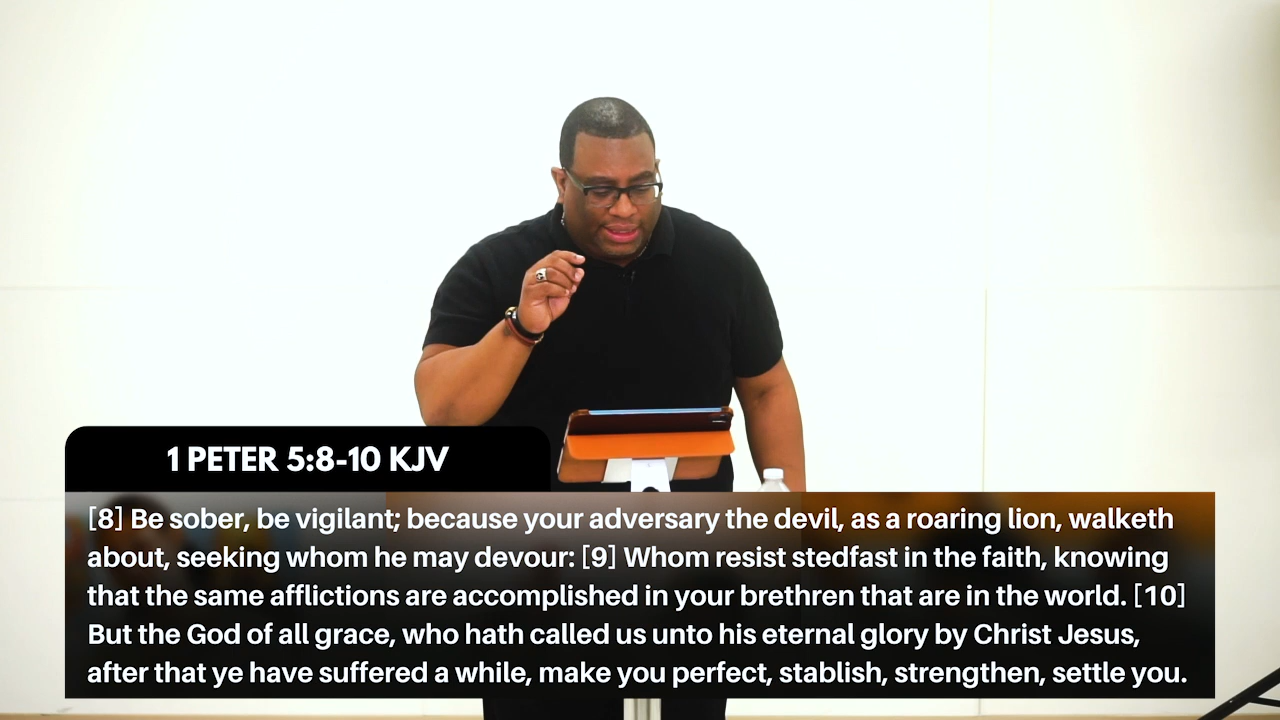 1 PETER 5:8-10 KJV
[8] Be sober, be vigilant; because your adversary the devil, as a roaring lion, walketh
about, seeking whom he may devour: [9] Whom resist stedfast in the faith, knowing
that the same afflictions are accomplished in your brethren that are in the world. [10]
But the God of all grace, who hath called us unto his eternal glory by Christ Jesus,
after that ye have suffered a while, make you perfect, stablish, strengthen, settle you.